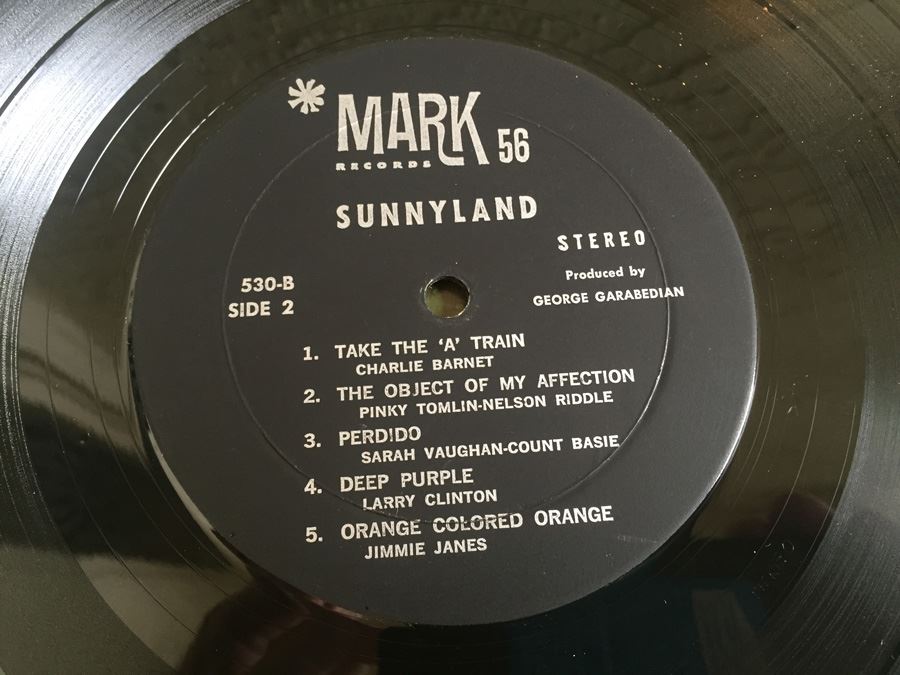 * MARK 56
RECORDS
SUNNYLAND
STEREO
Produced by
GEORGE GARABEDIAN
530-B
SIDE 2
1. TAKE THE ‘A’ TRAIN
CHARLIE BARNET
2. THE OBJECT OF MY AFFECTION
PINKY TOMLIN-NELSON RIDDLE
3. PERDIDO
SARAH VAUGHAN-COUNT BASIE
4. DEEP PURPLE
LARRY CLINTON
5. ORANGE COLORED ORANGE
JIMMIE JANES